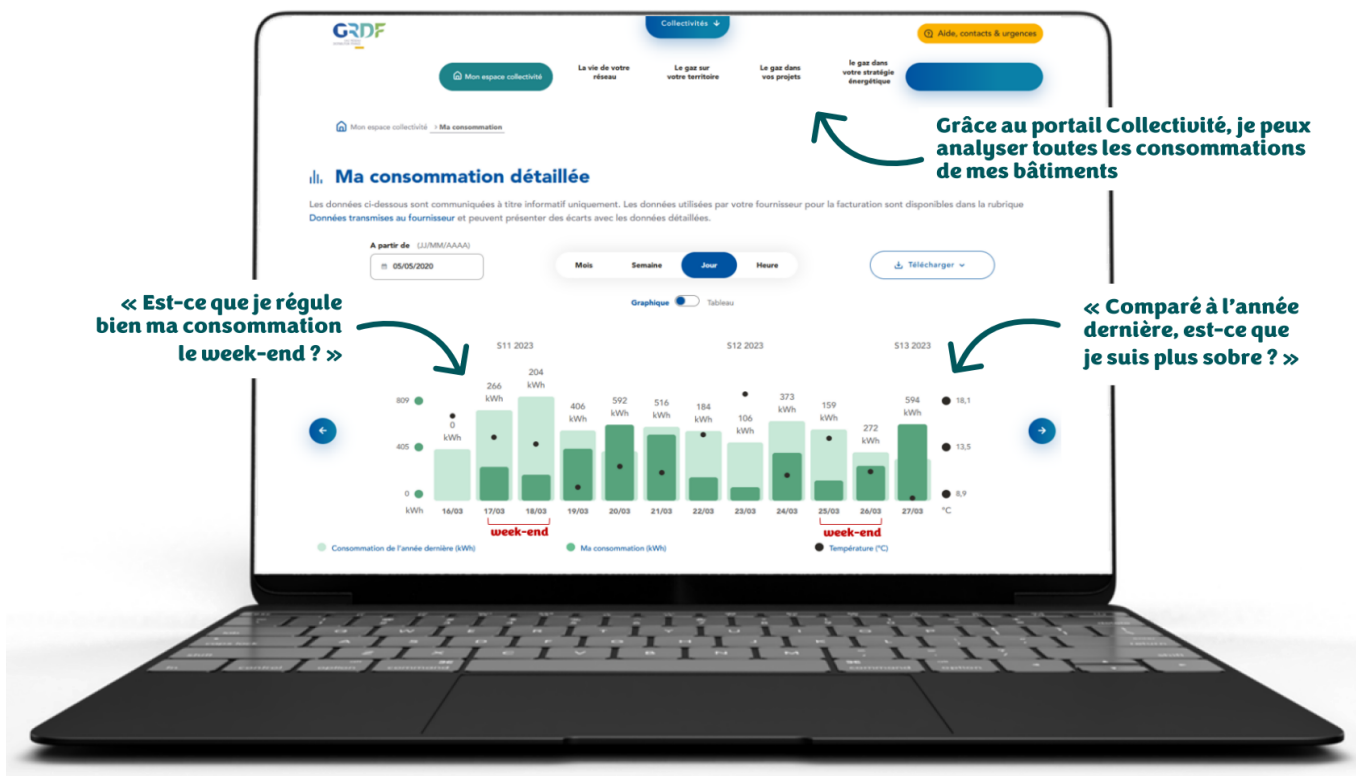 GRDF
Collectivités ↓
Aide, contacts & urgences
Mon espace collectivité
La vie de votre
réseau
Le gaz sur
votre territoire
Le gaz dans
vos projets
le gaz dans
votre stratégie
énergétique
Mon espace collectivité > Ma consommation
Grâce au portail Collectivité, je peux
analyser toutes les consommations
de mes bâtiments
Ma consommation détaillée
Les données ci-dessous sont communiquées à titre informatif uniquement. Les données utilisées par votre fournisseur pour la facturation sont disponibles dans la rubrique
Données transmises au fournisseur et peuvent présenter des écarts avec les données détaillées.
A partir de (JJ/MM/AAAA)
05/05/2020
Mois Semaine Jour Heure
Télécharger
Graphique Tableau
« Est-ce que je régule
bien ma consommation
le week-end ? »
« Comparé à l'année
dernière, est-ce que
je suis plus sobre ? »
S11 2023 S12 2023 S13 2023
809
405
0
kWh
0
kWh
266
kWh
204
kWh
406
kWh
592
kWh
516
kWh
184
kWh
106
kWh
373
kWh
159
kWh
272
kWh
594
kWh
18,1
13,5
8,9
°C
16/03 17/03 18/03 19/03 20/03 21/03 22/03 23/03 24/03 25/03 26/03 27/03
week-end week-end
Consommation de l'année dernière (kWh) Ma consommation (kWh) Température (°C)
control option command command option